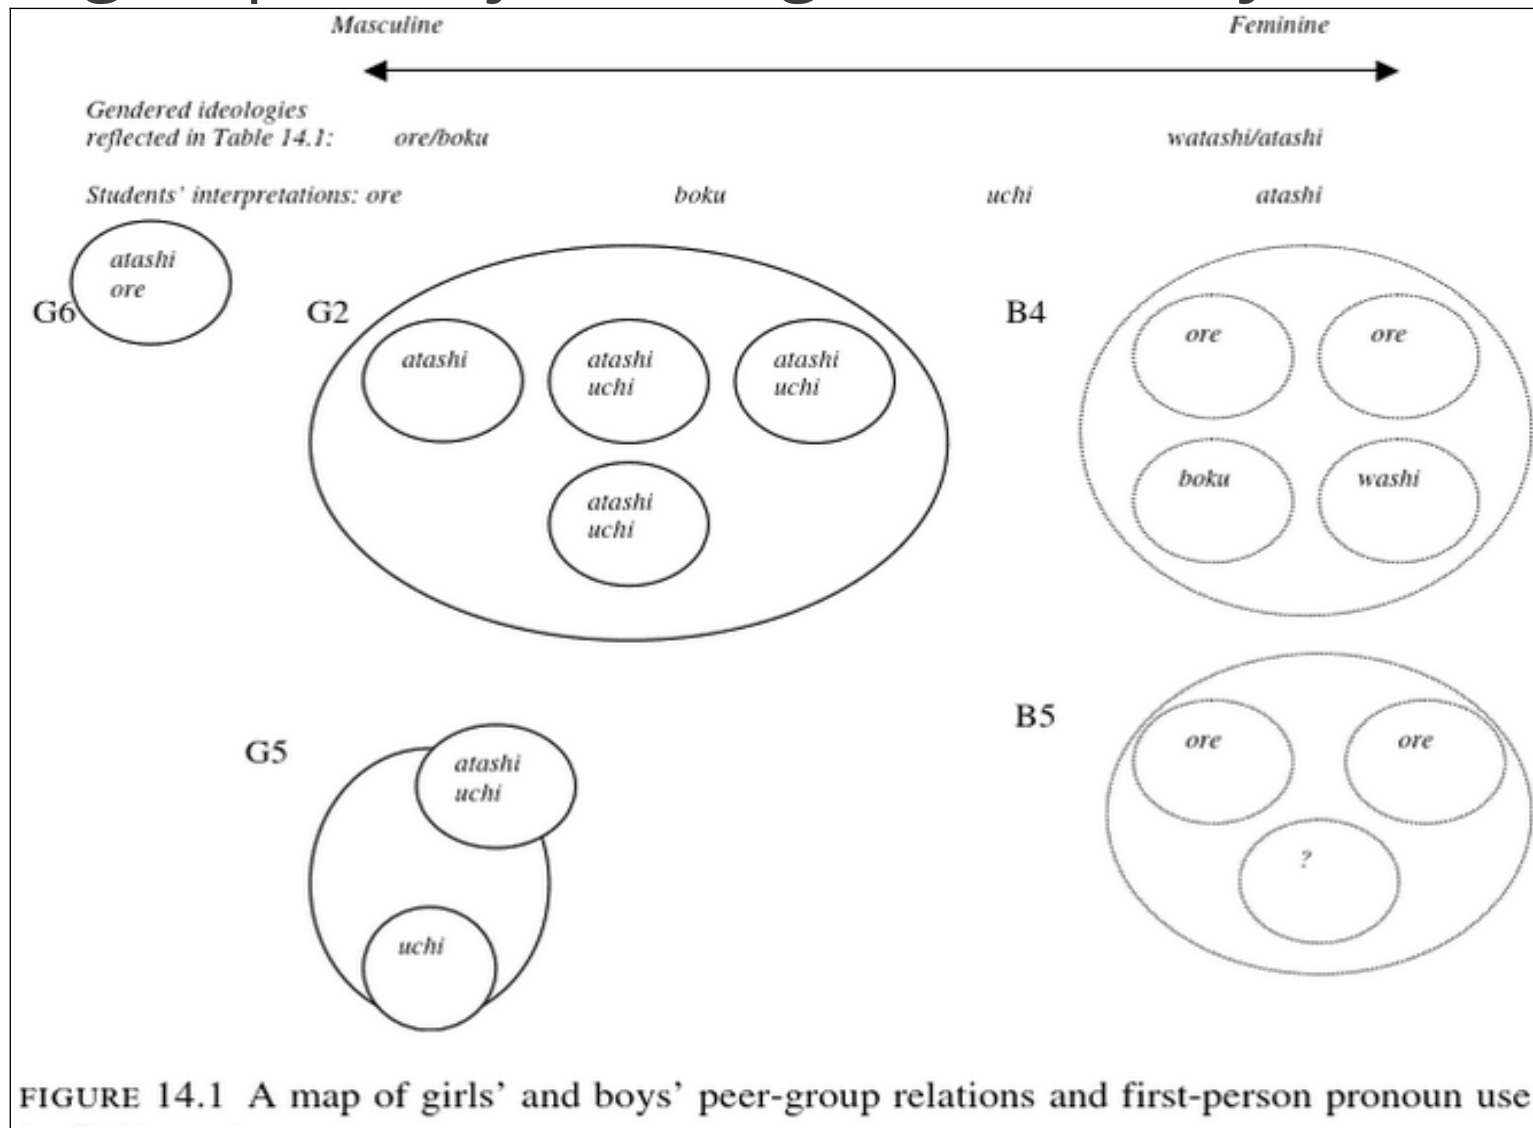 Masculine Feminine
Gendered ideologies
reflected in Table 14.1: ore/boku watashi/atashi
Students' interpretations: ore boku uchi atashi
atashi
ore
G6
G2
atashi
atashi
uchi
atashi
uchi
atashi
uchi
B4
ore
ore
boku
washi
G5
atashi
uchi
uchi
B5
ore
ore
?
FIGURE 14.1 A map of girls' and boys' peer-group relations and first-person pronoun use